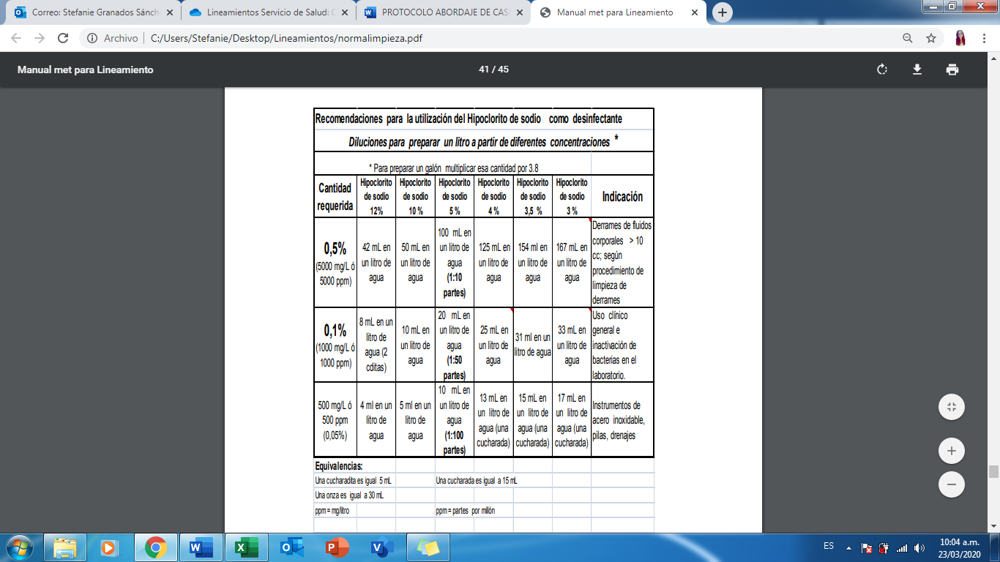 Correo: Stefanie Granados Sánch
Lineamientos Servicio de Salud: C
PROTOCOLO ABORDAJE DE CAS
Manual met para Lineamiento
Archivo
C:/Users/Stefanie/Desktop/Lineamientos/normalimpieza.pdf
Manual met para Lineamiento
41 / 45
Recomendaciones para la utilización del Hipoclorito de sodio como desinfectante
Diluciones para preparar un litro a partir de diferentes concentraciones *
* Para preparar un galón multiplicar esa cantidad por 3.8
Cantidad
requerida
Hipoclorito
de sodio
12%
Hipoclorito
de sodio
10 %
Hipoclorito
de sodio
5 %
Hipoclorito
de sodio
4 %
Hipoclorito
de sodio
3,5 %
Hipoclorito
de sodio
3 %
Indicación
0,5%
(5000 mg/L ó
5000 ppm)
42 mL en
un litro de
agua
50 mL en
un litro de
agua
100 mL en
un litro de
agua
(1:10
partes)
125 mL en
un litro de
agua
154 ml en
un litro de
agua
167 mL en
un litro de
agua
Derrames de fluidos
corporales > 10
cc; según
procedimiento de
limpieza de
derrames
0,1%
(1000 mg/L ó
1000 ppm)
8 mL en un
litro de
agua (2
cditas)
10 mL en
un litro de
agua
20 mL en
un litro de
agua
(1:50
partes)
25 mL en
un litro de
agua
31 ml en un
litro de agua
33 mL en
un litro de
agua
Uso clínico
general e
inactivación de
bacterias en el
laboratorio.
500 mg/L ó
500 ppm
(0,05%)
4 ml en un
litro de
agua
5 ml en un
litro de
agua
10 mL en
un litro de
agua
(1:100
partes)
13 mL en
un litro de
agua (una
cucharada)
15 mL en
un litro de
agua (una
cucharada)
17 mL en
un litro de
agua (una
cucharada)
Instrumentos de
acero inoxidable,
pilas, drenajes
Equivalencias:
Una cucharadita es igual 5 mL
Una cucharada es igual a 15 mL
Una onza es igual a 30 mL
ppm = mg/litro
ppm = partes por millón
ES
10:04 a.m.
23/03/2020